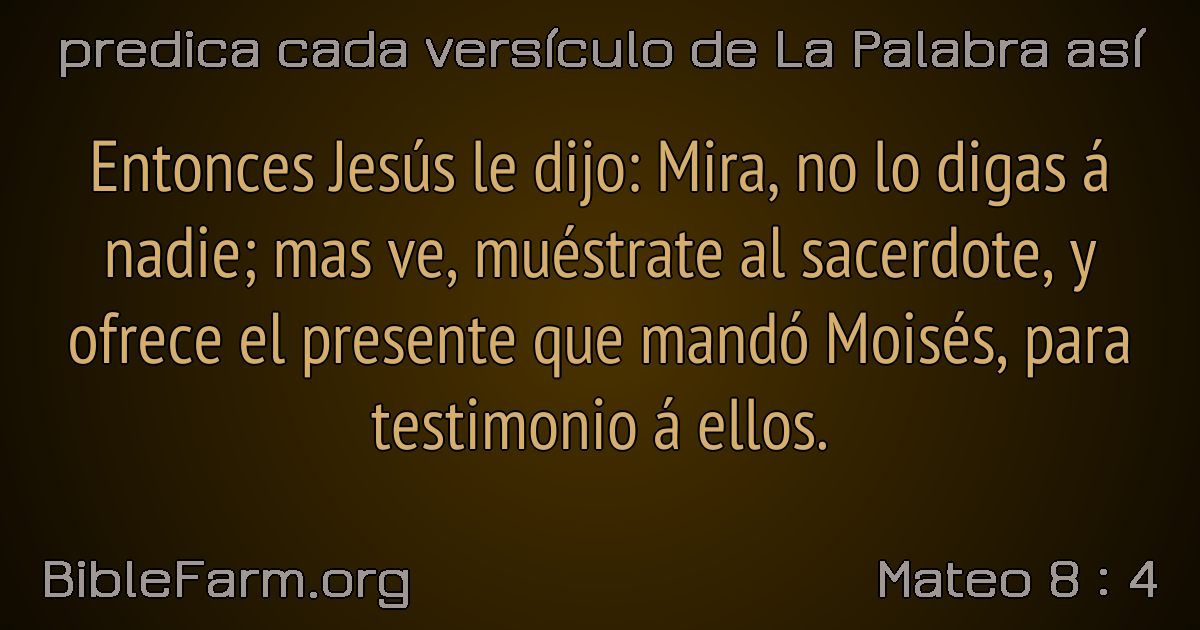 predica cada versículo de La Palabra así
Entonces Jesús le dijo: Mira, no lo digas á
nadie; mas ve, muéstrate al sacerdote, y
ofrece el presente que mandó Moisés, para
testimonio á ellos.
BibleFarm.org
Mateo 8 : 4